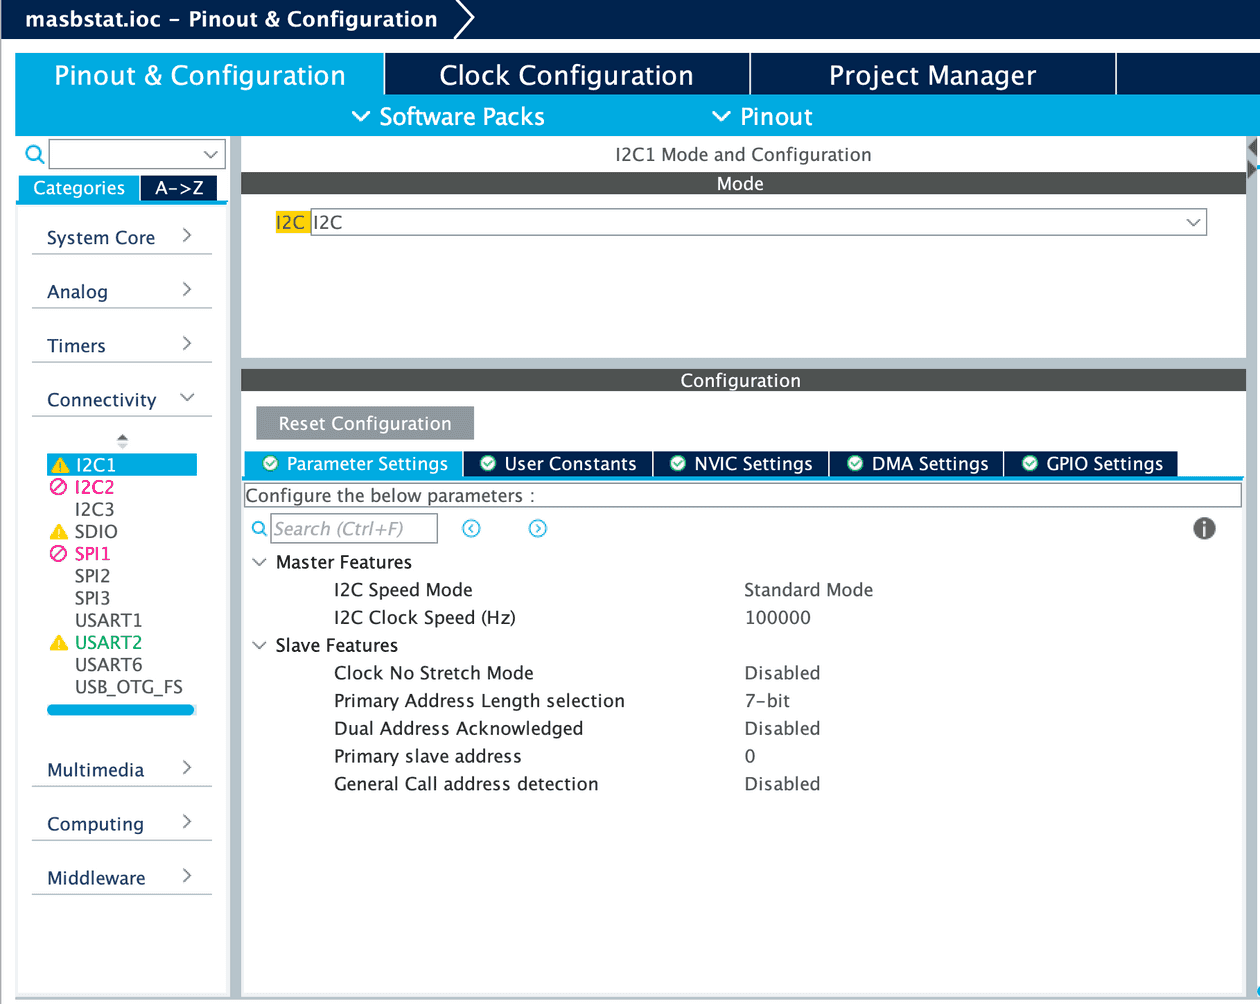 masbstat.ioc – Pinout & Configuration
Pinout & Configuration
Clock Configuration
Project Manager
Software Packs
Pinout
Categories
A->Z
System Core
Analog
Timers
Connectivity
I2C1
I2C2
I2C3
SDIO
SPI1
SPI2
SPI3
USART1
USART2
USART6
USB_OTG_FS
Multimedia
Computing
Middleware
I2C1 Mode and Configuration
Mode
I2C I2C
Configuration
Reset Configuration
Parameter Settings
User Constants
NVIC Settings
DMA Settings
GPIO Settings
Configure the below parameters :
Search (Ctrl+F)
Master Features
I2C Speed Mode Standard Mode
I2C Clock Speed (Hz) 100000
Slave Features
Clock No Stretch Mode Disabled
Primary Address Length selection 7-bit
Dual Address Acknowledged Disabled
Primary slave address 0
General Call address detection Disabled